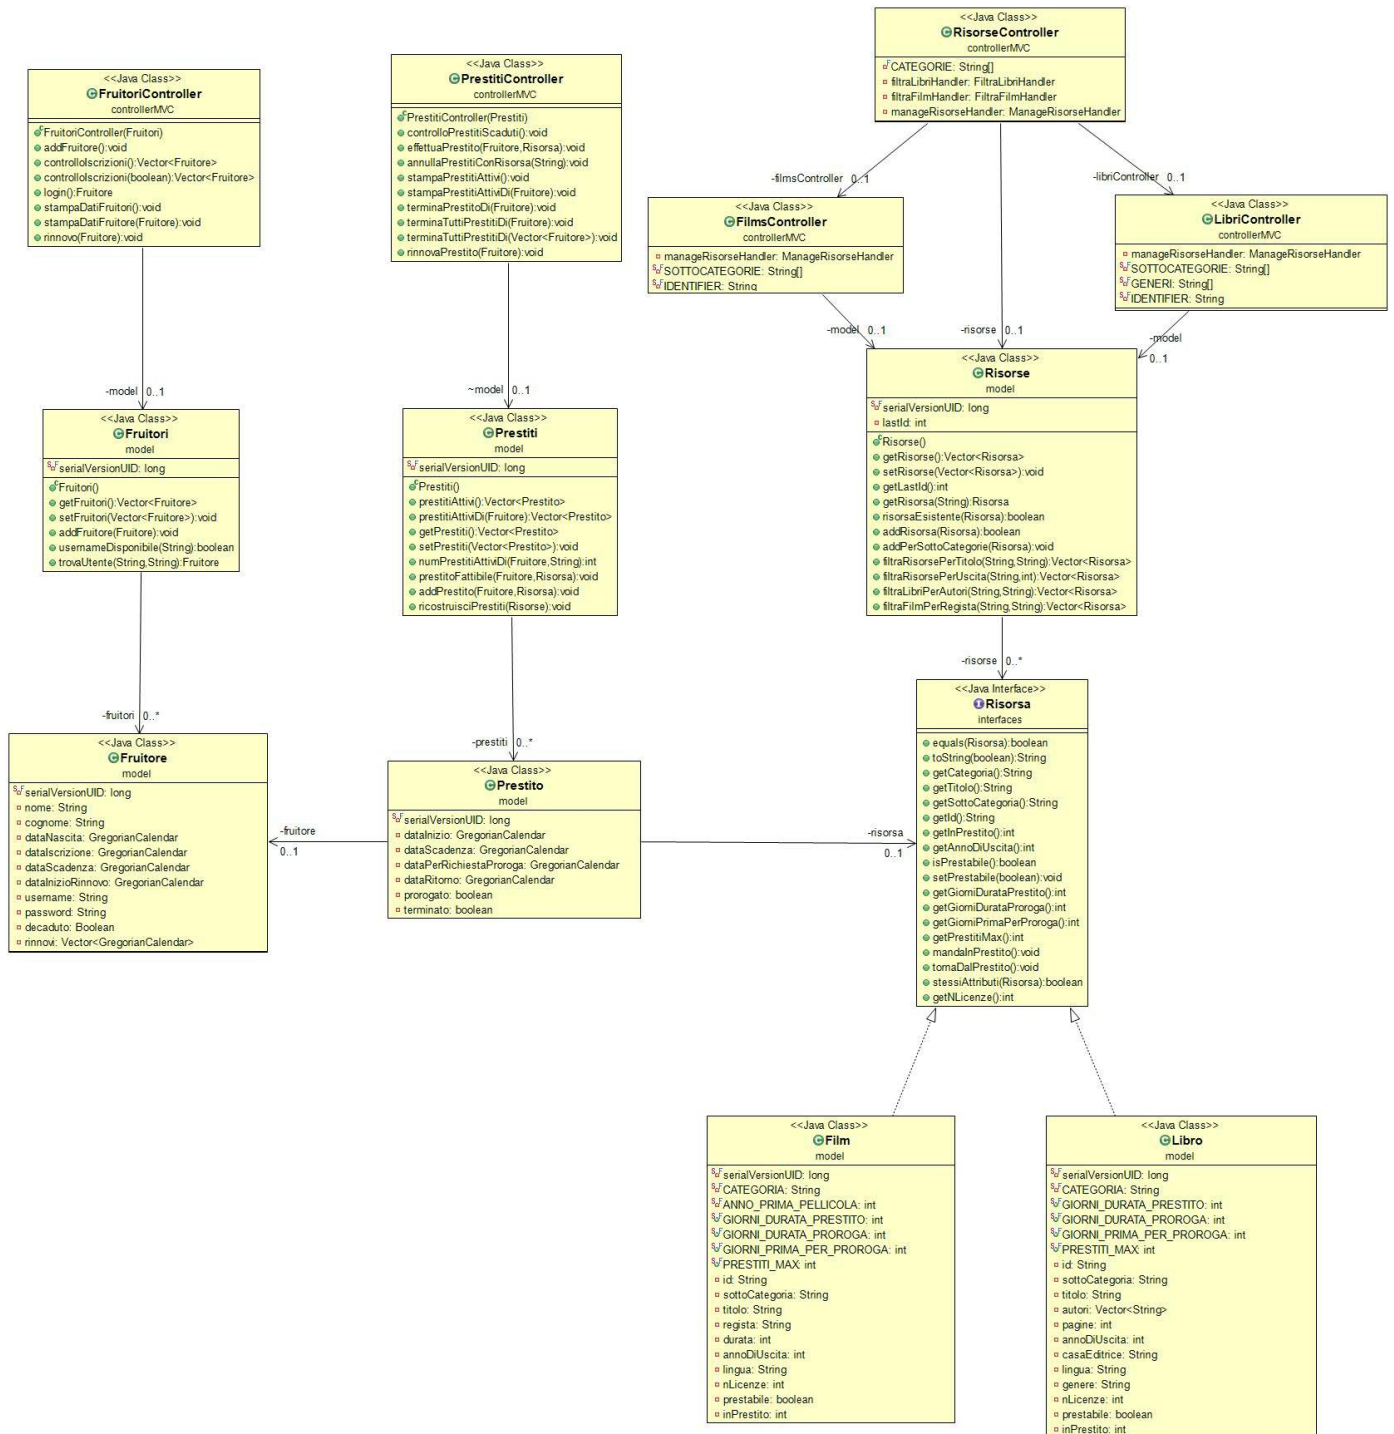 <<Java Class>>
RisorseController
controllerMVC
CATEGORIE: String[]
filtraLibriHandler: FiltraLibriHandler
filtraFilmHandler: FiltraFilmHandler
manageRisorseHandler: ManageRisorseHandler
<<Java Class>>
FruitoriController
controllerMVC
FruitoriController(Fruitori)
addFruitore():void
controlloIscrizioni():Vector<Fruitore>
controlloIscrizioni(boolean):Vector<Fruitore>
login():Fruitore
stampaDatiFruitori():void
stampaDatiFruitore(Fruitore):void
rinnovo(Fruitore):void
<<Java Class>>
PrestitiController
controllerMVC
PrestitiController(Prestiti)
controlloPrestitiScaduti():void
effettuaPrestito(Fruitore,Risorsa):void
annullaPrestitiConRisorsa(String):void
stampaPrestitiAttivi():void
stampaPrestitiAttiviDi(Fruitore):void
terminaPrestitoDi(Fruitore):void
terminaTuttiPrestitiDi(Fruitore):void
terminaTuttiPrestitiDi(Vector<Fruitore>):void
rinnovaPrestito(Fruitore):void
-filmsController 0..1
-libriController 0..1
<<Java Class>>
FilmsController
controllerMVC
manageRisorseHandler: ManageRisorseHandler
SOTTOCATEGORIE: String[]
IDENTIFIER: String
<<Java Class>>
LibriController
controllerMVC
manageRisorseHandler: ManageRisorseHandler
SOTTOCATEGORIE: String[]
GENERI: String[]
IDENTIFIER: String
-model 0..1
-risorse 0..1
-model
0..1
-model 0..1
~model 0..1
<<Java Class>>
Risorse
model
serialVersionUID: long
lastId: int
Risorse()
getRisorse():Vector<Risorsa>
setRisorse(Vector<Risorsa>):void
getLastId():int
getRisorsa(String):Risorsa
risorsaEsistente(Risorsa):boolean
addRisorsa(Risorsa):boolean
addPerSottoCategorie(Risorsa):void
filtraRisorsePerTitolo(String,String):Vector<Risorsa>
filtraRisorsePerUscita(String,int):Vector<Risorsa>
filtraLibriPerAutori(String,String):Vector<Risorsa>
filtraFilmPerRegista(String,String):Vector<Risorsa>
<<Java Class>>
Fruitori
model
serialVersionUID: long
Fruitori()
getFruitori():Vector<Fruitore>
setFruitori(Vector<Fruitore>):void
addFruitore(Fruitore):void
usernameDisponibile(String):boolean
trovaUtente(String,String):Fruitore
<<Java Class>>
Prestiti
model
serialVersionUID: long
Prestiti()
prestitiAttivi():Vector<Prestito>
prestitiAttiviDi(Fruitore):Vector<Prestito>
getPrestiti():Vector<Prestito>
setPrestiti(Vector<Prestito>):void
numPrestitiAttiviDi(Fruitore,String):int
prestitoFattibile(Fruitore,Risorsa):void
addPrestito(Fruitore,Risorsa):void
ricostruisciPrestiti(Risorse):void
-risorse 0..*
-fruitori 0..*
-prestiti 0..*
<<Java Interface>>
Risorsa
interfaces
equals(Risorsa):boolean
toString(boolean):String
getCategoria():String
getTitolo():String
getSottoCategoria():String
getId():String
getInPrestito():int
getAnnoDiUscita():int
isPrestabile():boolean
setPrestabile(boolean):void
getGiorniDurataPrestito():int
getGiorniDurataProroga():int
getGiorniPrimaPerProroga():int
getPrestitiMax():int
mandaInPrestito():void
tornaDalPrestito():void
stessiAttributi(Risorsa):boolean
getNLicenze():int
<<Java Class>>
Fruitore
model
serialVersionUID: long
nome: String
cognome: String
dataNascita: GregorianCalendar
dataIscrizione: GregorianCalendar
dataScadenza: GregorianCalendar
dataInizioRinnovo: GregorianCalendar
username: String
password: String
decaduto: Boolean
rinnovi: Vector<GregorianCalendar>
<<Java Class>>
Prestito
model
serialVersionUID: long
dataInizio: GregorianCalendar
dataScadenza: GregorianCalendar
dataPerRichiestaProroga: GregorianCalendar
dataRitorno: GregorianCalendar
prorogato: boolean
terminato: boolean
-fruitore
0..1
-risorsa
0..1
<<Java Class>>
Film
model
serialVersionUID: long
CATEGORIA: String
ANNO_PRIMA_PELLICOLA: int
GIORNI_DURATA_PRESTITO: int
GIORNI_DURATA_PROROGA: int
GIORNI_PRIMA_PER_PROROGA: int
PRESTITI_MAX: int
id: String
sottoCategoria: String
titolo: String
regista: String
durata: int
annoDiUscita: int
lingua: String
nLicenze: int
prestabile: boolean
inPrestito: int
<<Java Class>>
Libro
model
serialVersionUID: long
CATEGORIA: String
GIORNI_DURATA_PRESTITO: int
GIORNI_DURATA_PROROGA: int
GIORNI_PRIMA_PER_PROROGA: int
PRESTITI_MAX: int
id: String
sottoCategoria: String
titolo: String
autori: Vector<String>
pagine: int
annoDiUscita: int
casaEditrice: String
lingua: String
genere: String
nLicenze: int
prestabile: boolean
inPrestito: int